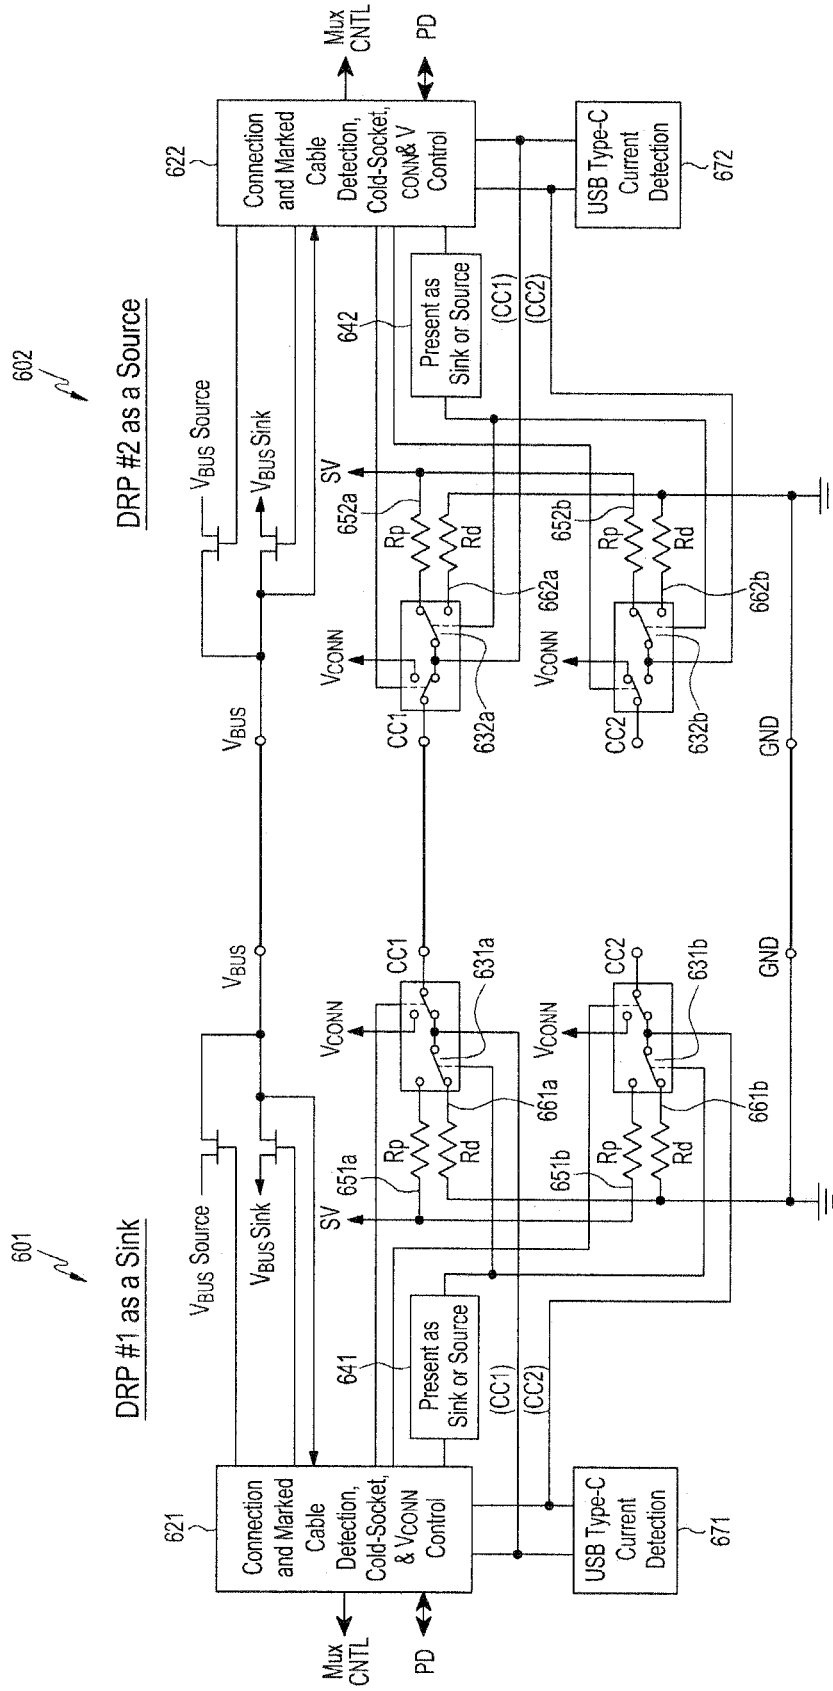 601
602
DRP #1 as a Sink
DRP #2 as a Source
VBUS Source
VBUS Sink
VBUS
VBUS
VBUS Source
VBUS Sink
621
Connection
and Marked
Cable
Detection,
Cold-Socket,
& VCONN
Control
Mux
CNTL
PD
641
Present as
Sink or Source
(CC1)
(CC2)
671
USB Type-C
Current
Detection
5V
651a
Rp
Rd
661a
VCONN
CC1
631a
651b
Rp
Rd
661b
VCONN
CC2
631b
GND
622
Connection
and Marked
Cable
Detection,
Cold-Socket,
CONN& V
Control
Mux
CNTL
PD
642
Present as
Sink or Source
(CC1)
(CC2)
672
USB Type-C
Current
Detection
5V
652a
Rp
Rd
662a
VCONN
CC1
632a
652b
Rp
Rd
662b
VCONN
CC2
632b
GND